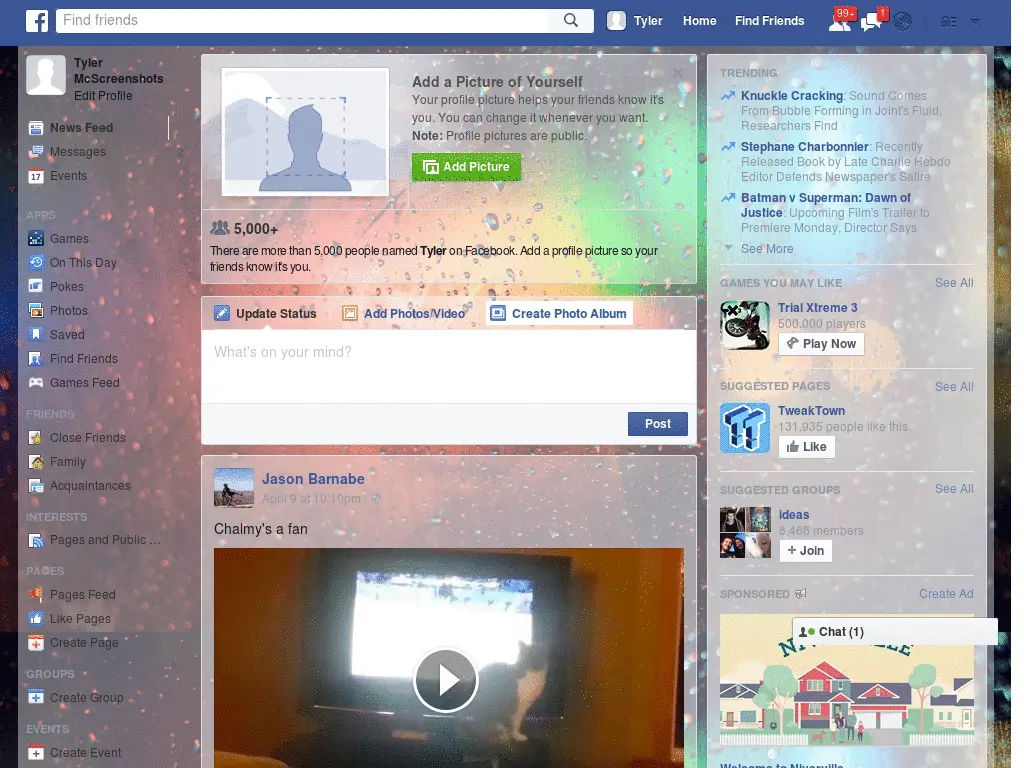 Find friends
Tyler
Home
Find Friends
99+
1
Tyler
McScreenshots
Edit Profile
News Feed
Messages
17
Events
APPS
Games
On This Day
Pokes
Photos
Saved
Find Friends
Games Feed
FRIENDS
Close Friends
Family
Acquaintances
INTERESTS
Pages and Public ...
PAGES
Pages Feed
Like Pages
Create Page
GROUPS
Create Group
EVENTS
Create Event
Add a Picture of Yourself
Your profile picture helps your friends know it's
you. You can change it whenever you want.
Note: Profile pictures are public.
Add Picture
5,000+
There are more than 5,000 people named Tyler on Facebook. Add a profile picture so your
friends know it's you.
Update Status
Add Photos/Video
Create Photo Album
What's on your mind?
Post
Jason Barnabe
April 9 at 10:10pm ·
Chalmy's a fan
TRENDING
Knuckle Cracking: Sound Comes
From Bubble Forming in Joint's Fluid,
Researchers Find
Stephane Charbonnier: Recently
Released Book by Late Charlie Hebdo
Editor Defends Newspaper's Satire
Batman v Superman: Dawn of
Justice: Upcoming Film's Trailer to
Premiere Monday, Director Says
See More
GAMES YOU MAY LIKE
See All
Trial Xtreme 3
500,000 players
Play Now
SUGGESTED PAGES
See All
TweakTown
131,935 people like this.
Like
SUGGESTED GROUPS
See All
ideas
8,468 members
+ Join
SPONSORED
Create Ad
Chat (1)
Welcome to Niverville